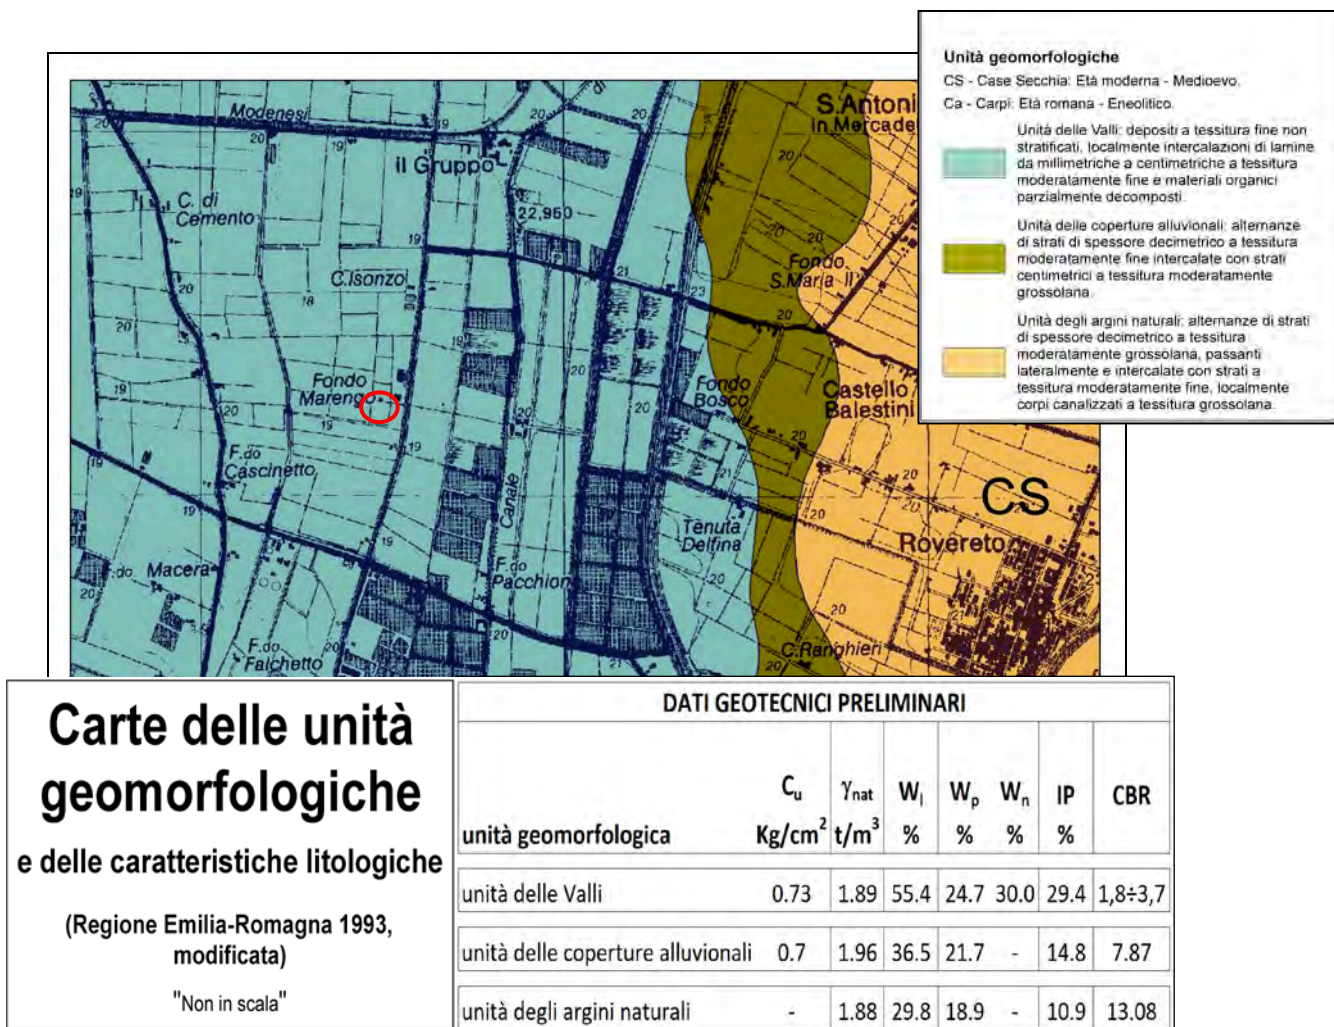 Unità geomorfologiche
CS - Case Secchia: Età moderna - Medioevo.
Ca - Carpi: Età romana - Eneolitico.
Unità delle Valli: depositi a tessitura fine non
stratificati, localmente intercalazioni di lamine
da millimetriche a centimetriche a tessitura
moderatamente fine e materiali organici
parzialmente decomposti.
Unità delle coperture alluvionali: alternanze
di strati di spessore decimetrico a tessitura
moderatamente fine intercalate con strati
centimetrici a tessitura moderatamente
grossolana.
Unità degli argini naturali: alternanze di strati
di spessore decimetrico a tessitura
moderatamente grossolana, passanti
lateralmente e intercalate con strati a
tessitura moderatamente fine, localmente
corpi canalizzati a tessitura grossolana.
Modenesi
S. Antoni
in Mercade
il Gruppo
C. di
Cemento
22,950
C. Isonzo
Fondo
S. Maria II
Fondo
Marengo
Fondo
Bosco
Castello
Balestini
F.do
Cascinetto
CS
Canale
Tenuta
Delfina
Rovereto
F.do Macera
F.do
Pacchion
F.do
Falchetto
C. Ranghieri
Carte delle unità
geomorfologiche
e delle caratteristiche litologiche
(Regione Emilia-Romagna 1993,
modificata)
"Non in scala"
DATI GEOTECNICI PRELIMINARI
unità geomorfologica Cu Kg/cm² γnat t/m³ Wl % Wp % Wn % IP % CBR
unità delle Valli 0.73 1.89 55.4 24.7 30.0 29.4 1,8÷3,7
unità delle coperture alluvionali 0.7 1.96 36.5 21.7 - 14.8 7.87
unità degli argini naturali - 1.88 29.8 18.9 - 10.9 13.08